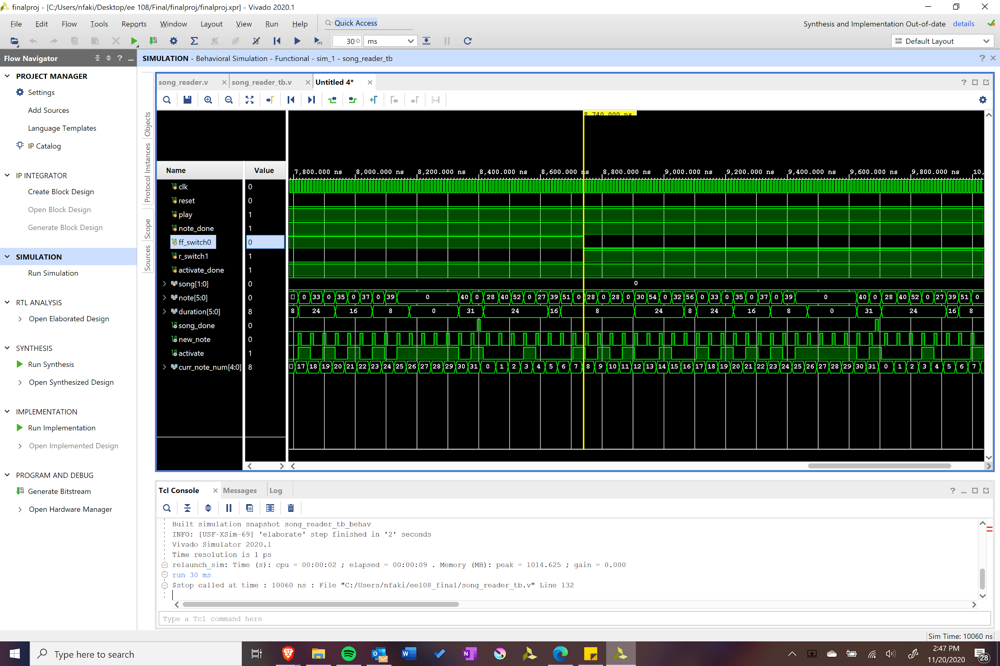 finalproj - [C:/Users/nfaki/Desktop/ee 108/Final/finalproj/finalproj.xpr] - Vivado 2020.1
File Edit Flow Tools Reports Window Layout View Run Help Quick Access
Synthesis and Implementation Out-of-date details
30 ms
Default Layout
Flow Navigator
SIMULATION - Behavioral Simulation - Functional - sim_1 - song_reader_tb
PROJECT MANAGER
Settings
Add Sources
Language Templates
IP Catalog
IP INTEGRATOR
Create Block Design
Open Block Design
Generate Block Design
SIMULATION
Run Simulation
RTL ANALYSIS
Open Elaborated Design
SYNTHESIS
Run Synthesis
Open Synthesized Design
IMPLEMENTATION
Run Implementation
Open Implemented Design
PROGRAM AND DEBUG
Generate Bitstream
Open Hardware Manager
Objects
Protocol Instances
Scope
Sources
song_reader.v song_reader_tb.v Untitled 4*
8,740.000 ns
Name Value
7,800.000 ns 8,000.000 ns 8,200.000 ns 8,400.000 ns 8,600.000 ns 8,800.000 ns 9,000.000 ns 9,200.000 ns 9,400.000 ns 9,600.000 ns 9,800.000 ns 10,
clk 0
reset 0
play 1
note_done 1
ff_switch0 0
r_switch1 1
activate_done 1
song[1:0] 0 0
note[5:0] 0 0 33 0 35 0 37 0 39 0 40 0 28 40 52 0 27 39 51 0 28 0 28 0 30 54 0 32 56 0 33 0 35 0 37 0 39 0 40 0 28 40 52 0 27 39 51 0
duration[5:0] 8 8 24 16 8 0 31 24 16 8 24 8 24 16 8 0 31 24 16 8
song_done 0
new_note 0
activate 1
curr_note_num[4:0] 8 17 18 19 20 21 22 23 24 25 26 27 28 29 30 31 0 1 2 3 4 5 6 7 8 9 10 11 12 13 14 15 16 17 18 19 20 21 22 23 24 25 26 27 28 29 30 31 0 1 2 3 4 5 6 7
Tcl Console Messages Log
Built simulation snapshot song_reader_tb_behav
INFO: [USF-XSim-69] 'elaborate' step finished in '2' seconds
Vivado Simulator 2020.1
Time resolution is 1 ps
relaunch_sim: Time (s): cpu = 00:00:02 ; elapsed = 00:00:09 . Memory (MB): peak = 1014.625 ; gain = 0.000
run 30 ms
$stop called at time : 10060 ns : File "C:/Users/nfaki/ee108_final/song_reader_tb.v" Line 132
Type a Tcl command here
Sim Time: 10060 ns
Type here to search
2:47 PM
11/20/2020
28